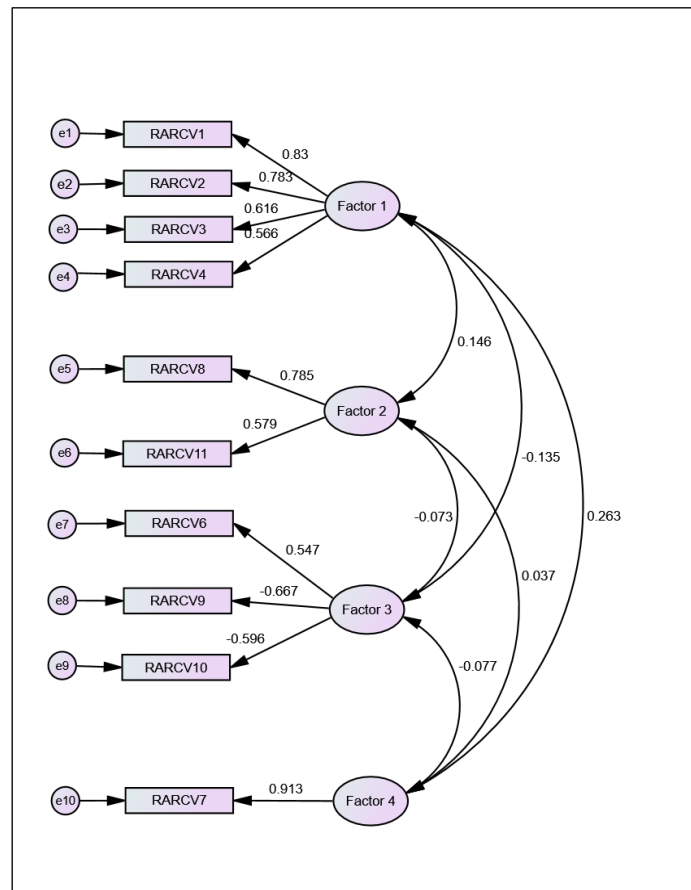 e1
RARCV1
0.83
e2
RARCV2
0.783
Factor 1
e3
RARCV3
0.616
0.566
e4
RARCV4
0.146
e5
RARCV8
0.785
Factor 2
e6
RARCV11
0.579
-0.135
e7
RARCV6
-0.073
0.263
0.547
e8
RARCV9
-0.667
0.037
Factor 3
e9
RARCV10
-0.596
-0.077
e10
RARCV7
0.913
Factor 4